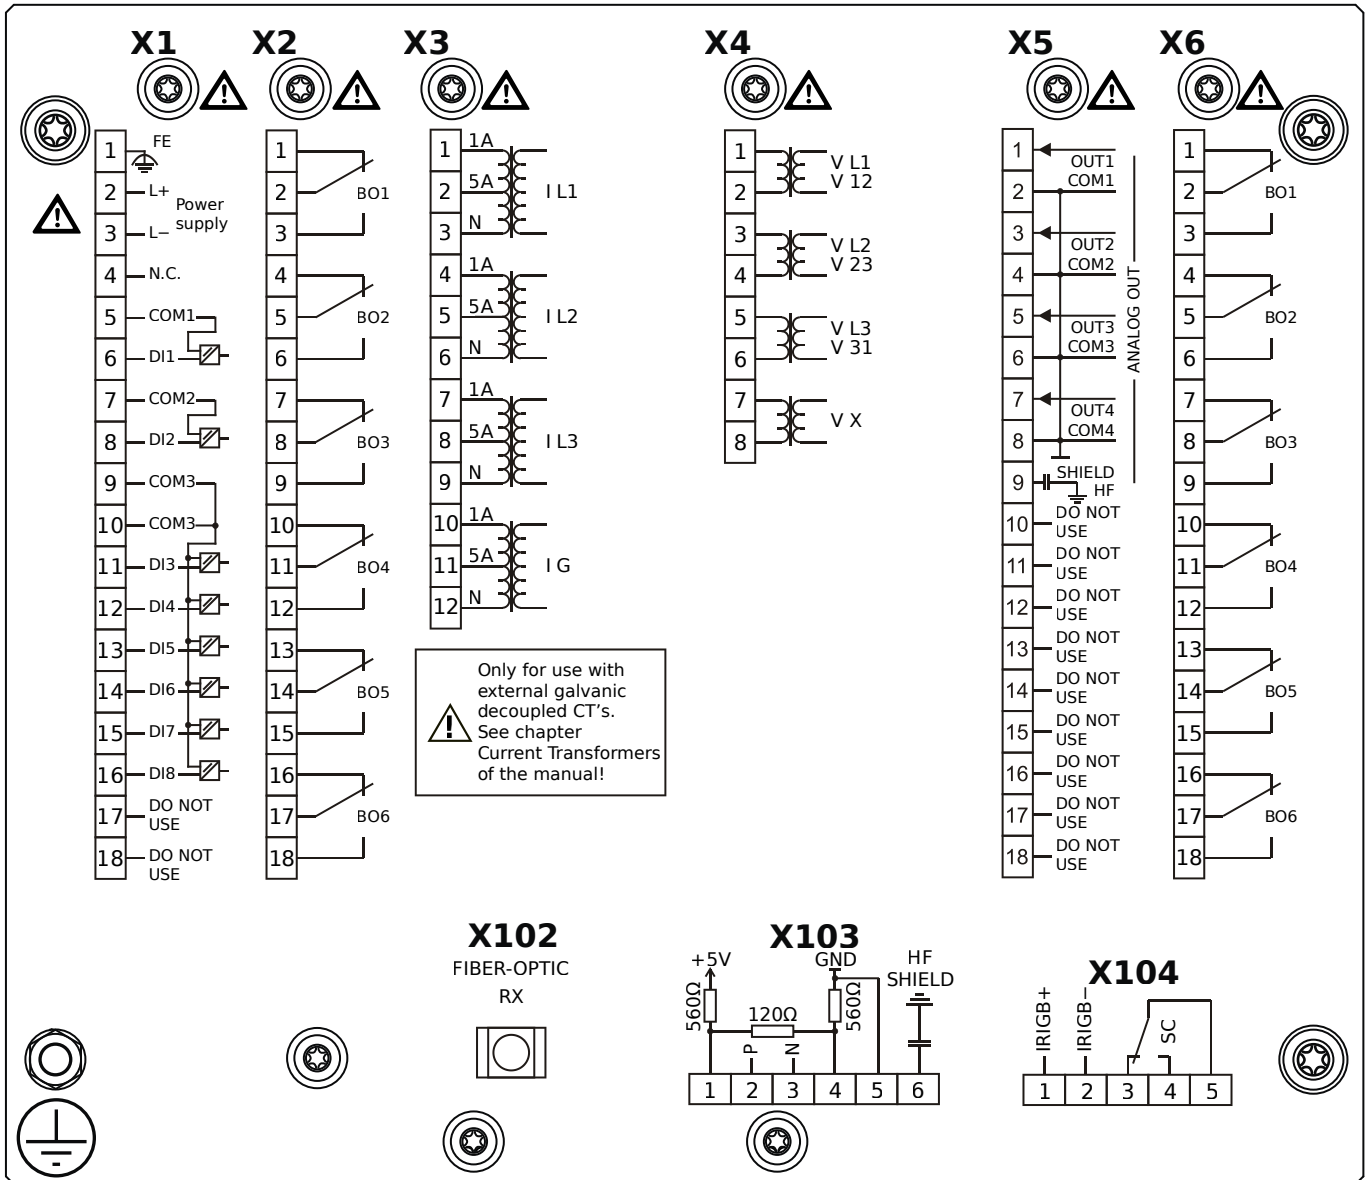 X1 X2 X3 X4 X5 X6
1 FE
2 L+
Power
supply
3 L−
4 N.C.
5 COM1
6 DI1
7 COM2
8 DI2
9 COM3
10 COM3
11 DI3
12 DI4
13 DI5
14 DI6
15 DI7
16 DI8
17 DO NOT
USE
18 DO NOT
USE
1
2 BO1
3
4
5 BO2
6
7
8 BO3
9
10
11 BO4
12
13
14 BO5
15
16
17 BO6
18
1 1A
2 5A I L1
3 N
4 1A
5 5A I L2
6 N
7 1A
8 5A I L3
9 N
10 1A
11 5A I G
12 N
Only for use with
external galvanic
decoupled CT's.
See chapter
Current Transformers
of the manual!
1 V L1
2 V 12
3 V L2
4 V 23
5 V L3
6 V 31
7 V X
8
1 OUT1
2 COM1
3 OUT2
4 COM2
5 OUT3
6 COM3
7 OUT4
8 COM4
ANALOG OUT
9 SHIELD
HF
10 DO NOT
USE
11 DO NOT
USE
12 DO NOT
USE
13 DO NOT
USE
14 DO NOT
USE
15 DO NOT
USE
16 DO NOT
USE
17 DO NOT
USE
18 DO NOT
USE
1
2 BO1
3
4
5 BO2
6
7
8 BO3
9
10
11 BO4
12
13
14 BO5
15
16
17 BO6
18
X102
FIBER-OPTIC
RX
X103
+5V GND HF
SHIELD
560Ω 120Ω 560Ω
P N
1 2 3 4 5 6
X104
IRIGB+ IRIGB− SC
1 2 3 4 5